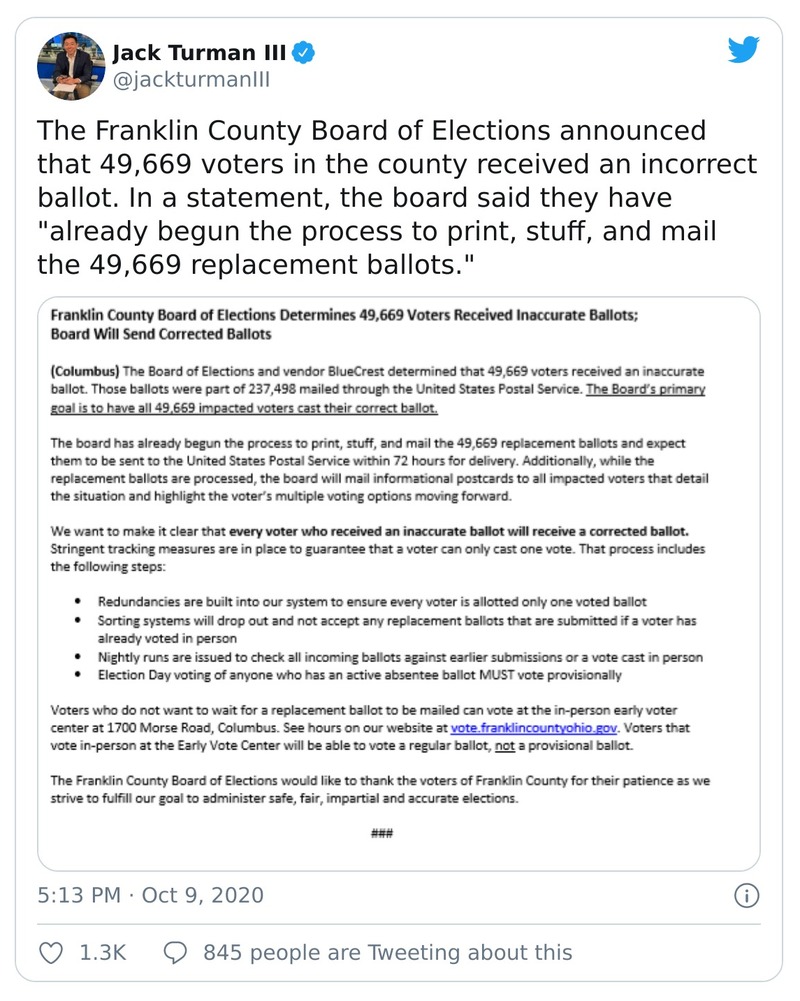 Jack Turman III
@jackturmanIII
The Franklin County Board of Elections announced
that 49,669 voters in the county received an incorrect
ballot. In a statement, the board said they have
"already begun the process to print, stuff, and mail
the 49,669 replacement ballots."
Franklin County Board of Elections Determines 49,669 Voters Received Inaccurate Ballots;
Board Will Send Corrected Ballots
(Columbus) The Board of Elections and vendor BlueCrest determined that 49,669 voters received an inaccurate
ballot. Those ballots were part of 237,498 mailed through the United States Postal Service. The Board's primary
goal is to have all 49,669 impacted voters cast their correct ballot.
The board has already begun the process to print, stuff, and mail the 49,669 replacement ballots and expect
them to be sent to the United States Postal Service within 72 hours for delivery. Additionally, while the
replacement ballots are processed, the board will mail informational postcards to all impacted voters that detail
the situation and highlight the voter's multiple voting options moving forward.
We want to make it clear that every voter who received an inaccurate ballot will receive a corrected ballot.
Stringent tracking measures are in place to guarantee that a voter can only cast one vote. That process includes
the following steps:
• Redundancies are built into our system to ensure every voter is allotted only one voted ballot
• Sorting systems will drop out and not accept any replacement ballots that are submitted if a voter has
already voted in person
• Nightly runs are issued to check all incoming ballots against earlier submissions or a vote cast in person
• Election Day voting of anyone who has an active absentee ballot MUST vote provisionally
Voters who do not want to wait for a replacement ballot to be mailed can vote at the in-person early voter
center at 1700 Morse Road, Columbus. See hours on our website at vote.franklincountyohio.gov. Voters that
vote in-person at the Early Vote Center will be able to vote a regular ballot, not a provisional ballot.
The Franklin County Board of Elections would like to thank the voters of Franklin County for their patience as we
strive to fulfill our goal to administer safe, fair, impartial and accurate elections.
###
5:13 PM · Oct 9, 2020
1.3K 845 people are Tweeting about this